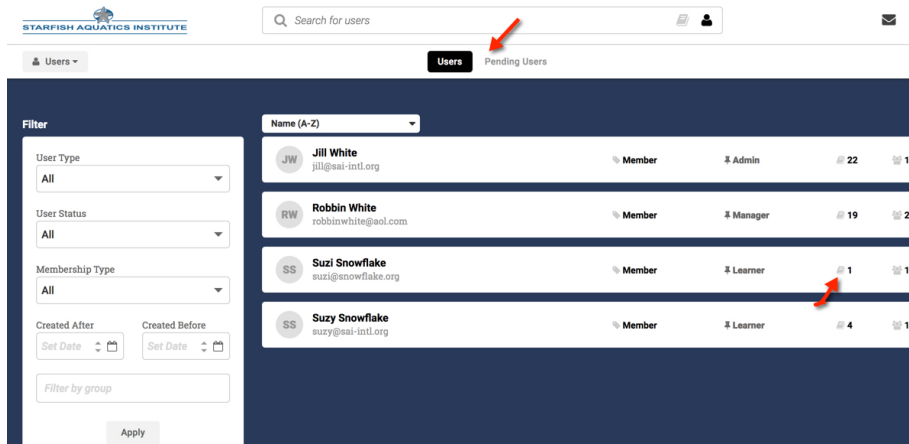 STARFISH AQUATICS INSTITUTE
Search for users
Users
Users Pending Users
Filter
Name (A-Z)
User Type
All
User Status
All
Membership Type
All
Created After Created Before
Set Date Set Date
Filter by group
Apply
JW Jill White Member Admin 22 1
jill@sai-intl.org
RW Robbin White Member Manager 19 2
robbinwhite@aol.com
SS Suzi Snowflake Member Learner 1 1
suzi@snowflake.org
SS Suzy Snowflake Member Learner 4 1
suzy@sai-intl.org